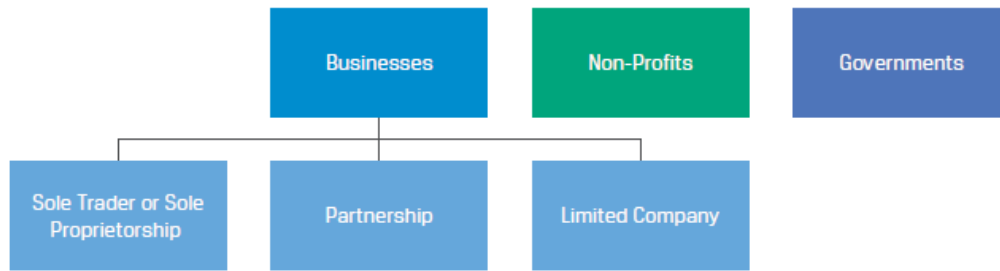 Businesses
Non-Profits
Governments
Sole Trader or Sole
Proprietorship
Partnership
Limited Company